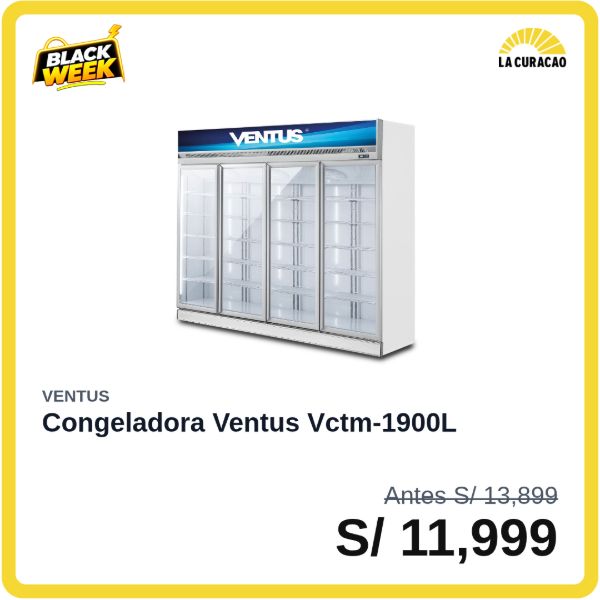 BLACK
WEEK
LA CURACAO
VENTUS
VENTUS
Congeladora Ventus Vctm-1900L
Antes S/ 13,899
S/ 11,999